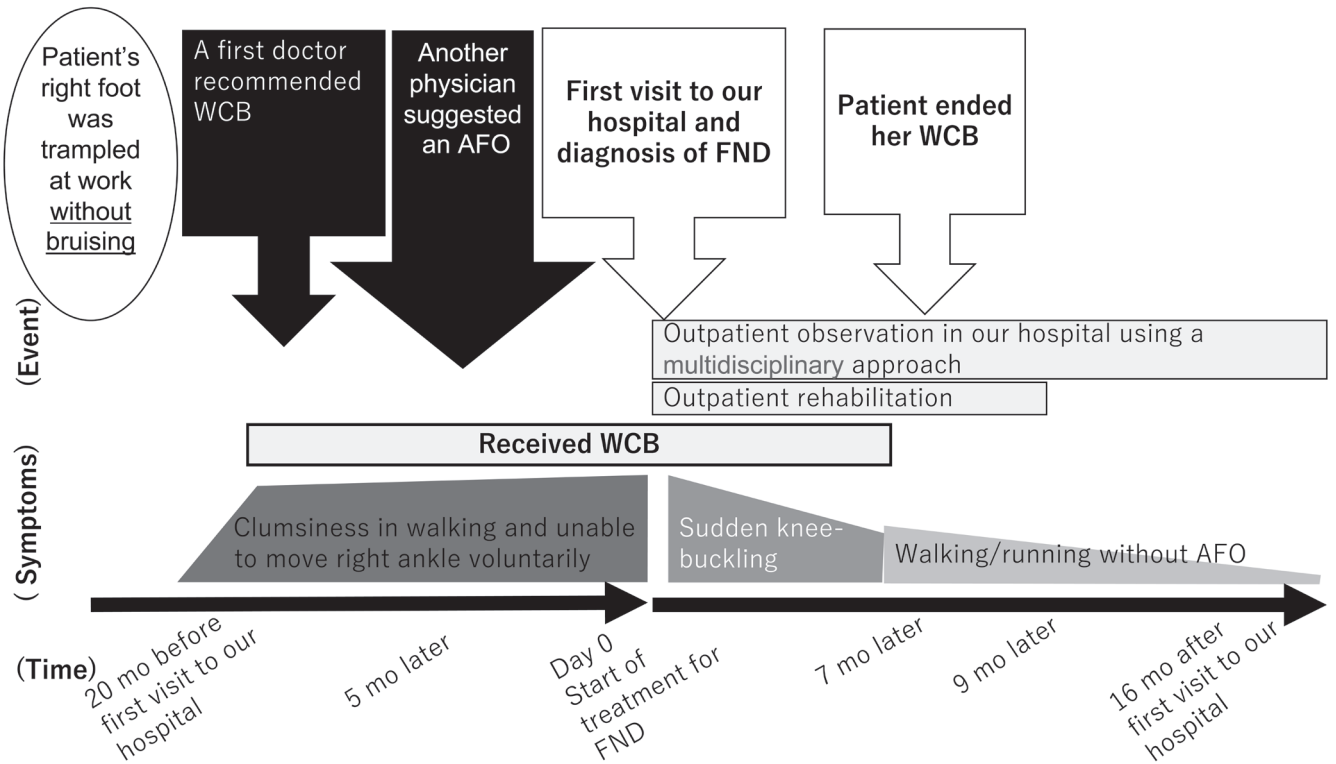 Patient's
right foot
was
trampled
at work
without
bruising
A first doctor
recommended
WCB
Another
physician
suggested
an AFO
First visit to our
hospital and
diagnosis of FND
Patient ended
her WCB
(Event)
Outpatient observation in our hospital using a
multidisciplinary approach
Outpatient rehabilitation
Received WCB
( Symptoms)
Clumsiness in walking and unable
to move right ankle voluntarily
Sudden knee-
buckling
Walking/running without AFO
(Time)
20 mo before
first visit to our
hospital
5 mo later
Day 0
Start of
treatment for
FND
7 mo later
9 mo later
16 mo after
first visit to our
hospital